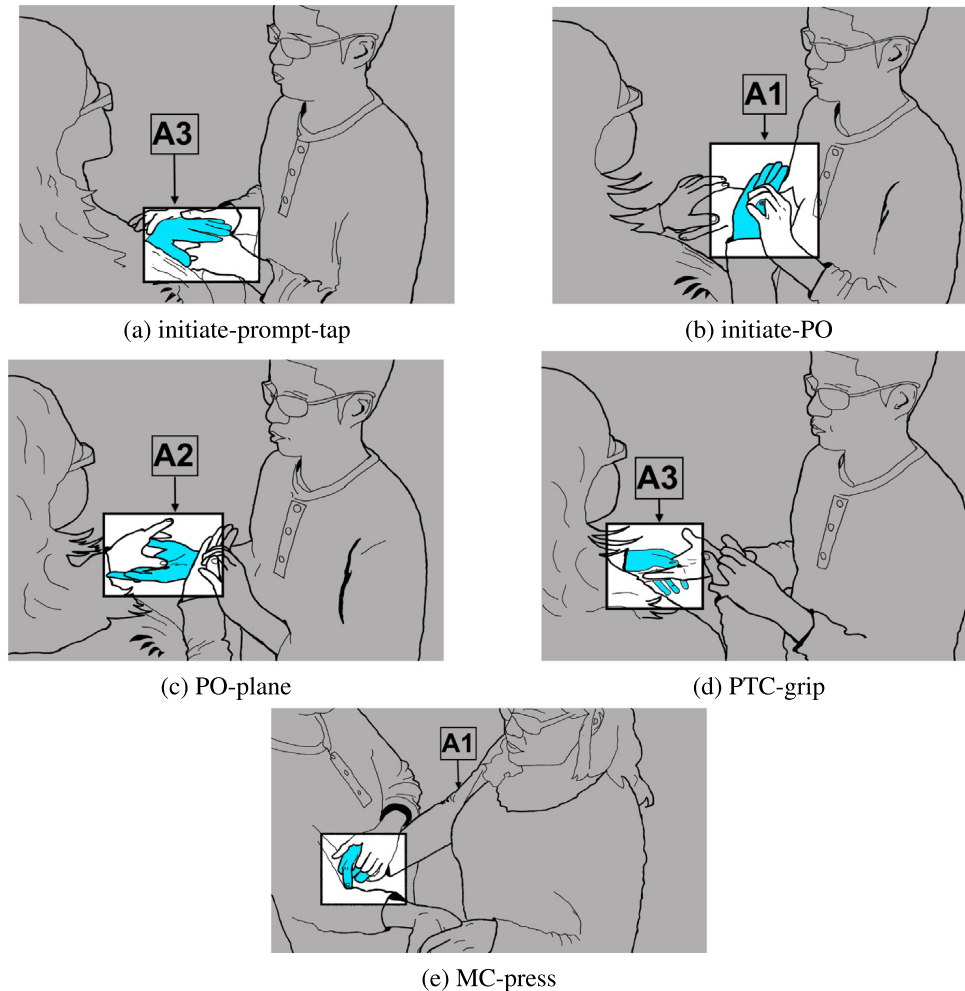 A3
A1
(a) initiate-prompt-tap
(b) initiate-PO
A2
A3
(c) PO-plane
(d) PTC-grip
A1
(e) MC-press